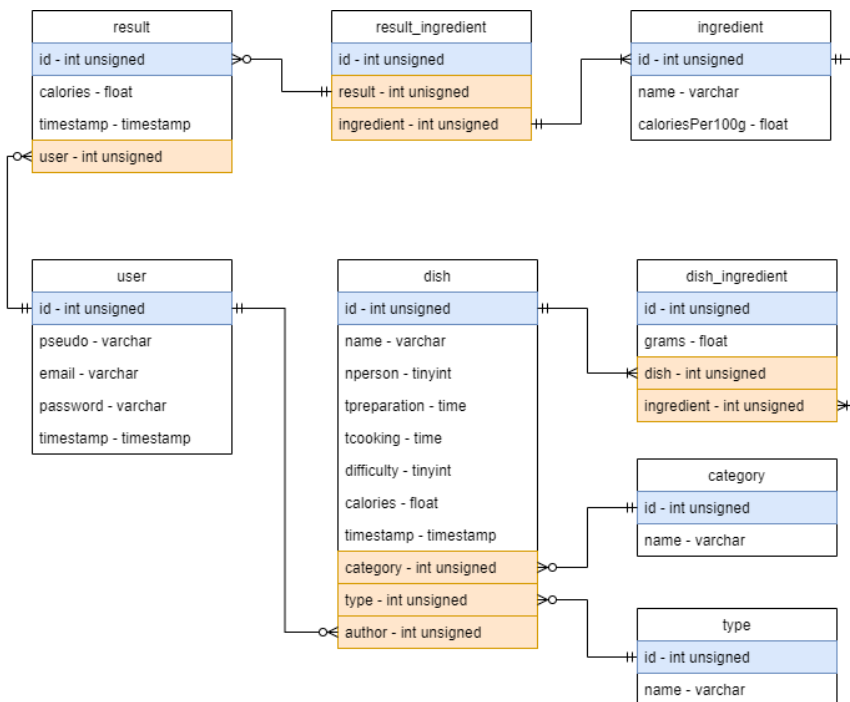 result
id - int unsigned
calories - float
timestamp - timestamp
user - int unsigned
result_ingredient
id - int unsigned
result - int unisgned
ingredient - int unsigned
ingredient
id - int unsigned
name - varchar
caloriesPer100g - float
user
id - int unsigned
pseudo - varchar
email - varchar
password - varchar
timestamp - timestamp
dish
id - int unsigned
name - varchar
nperson - tinyint
tpreparation - time
tcooking - time
difficulty - tinyint
calories - float
timestamp - timestamp
category - int unsigned
type - int unsigned
author - int unsigned
dish_ingredient
id - int unsigned
grams - float
dish - int unsigned
ingredient - int unsigned
category
id - int unsigned
name - varchar
type
id - int unsigned
name - varchar